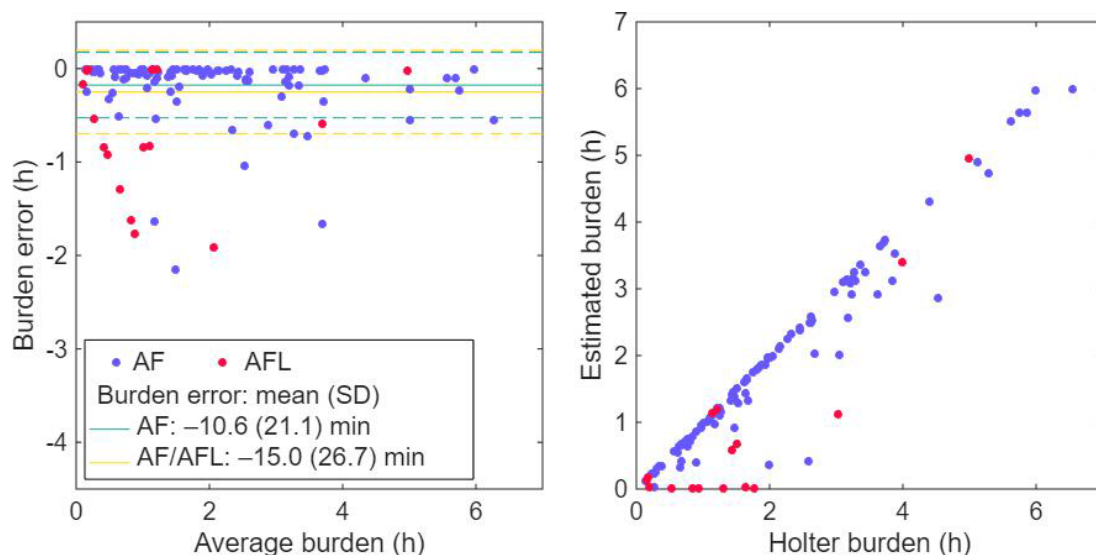 0
-1
-2
-3
-4
Burden error (h)
AF AFL
Burden error: mean (SD)
AF: –10.6 (21.1) min
AF/AFL: –15.0 (26.7) min
0 2 4 6
Average burden (h)
7
6
5
4
3
2
1
0
Estimated burden (h)
0 2 4 6
Holter burden (h)